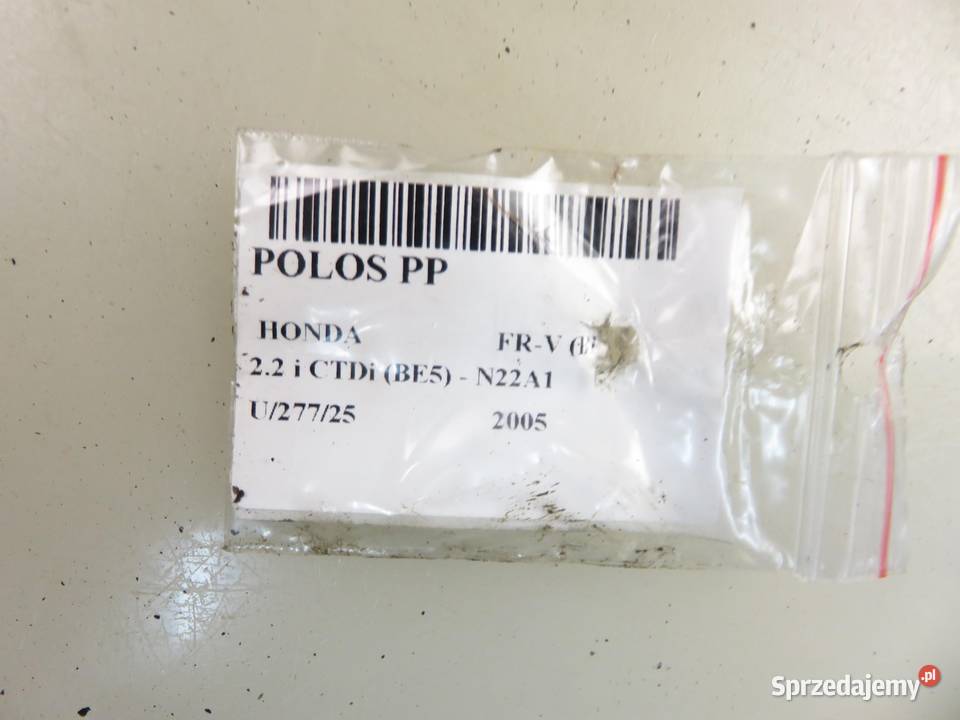 POLOS PP
HONDA FR-V
2.2 i CTDi (BE5) - N22A1
U/277/25 2005
Sprzedajemy.pl